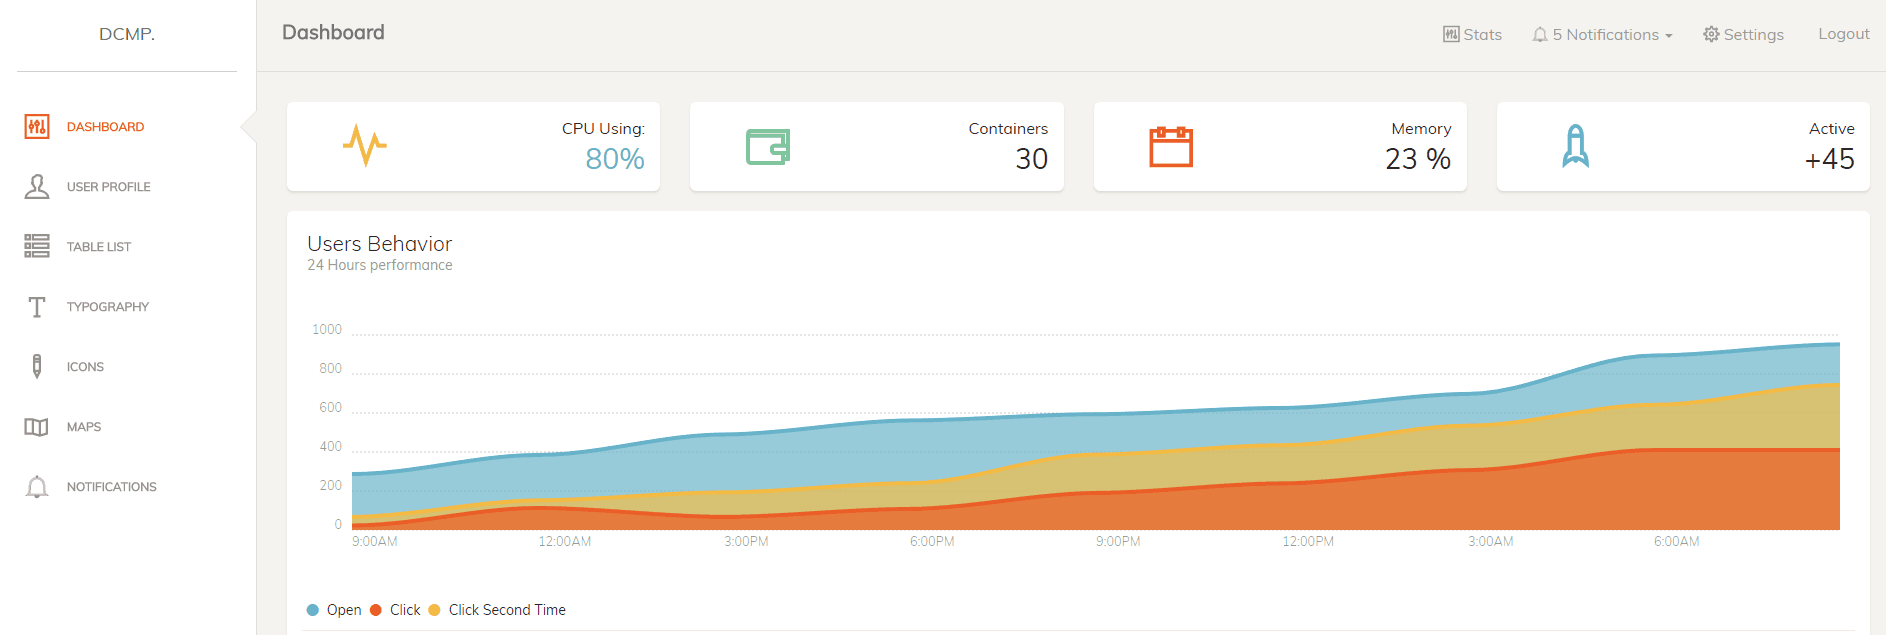 DCMP.
DASHBOARD
USER PROFILE
TABLE LIST
TYPOGRAPHY
ICONS
MAPS
NOTIFICATIONS
Dashboard
Stats
5 Notifications
Settings
Logout
CPU Using:
80%
Containers
30
Memory
23 %
Active
+45
Users Behavior
24 Hours performance
1000
800
600
400
200
0
9:00AM 12:00AM 3:00PM 6:00PM 9:00PM 12:00PM 3:00AM 6:00AM
Open Click Click Second Time